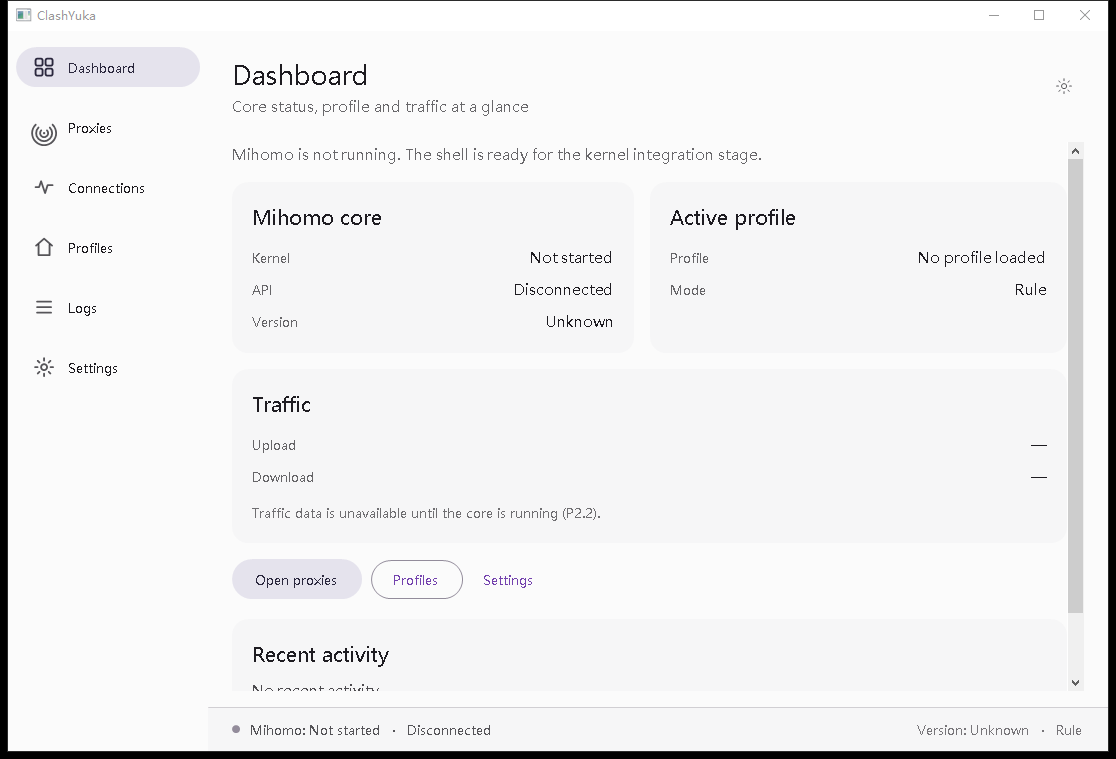 ClashYuka
Dashboard
Proxies
Connections
Profiles
Logs
Settings
Dashboard
Core status, profile and traffic at a glance
Mihomo is not running. The shell is ready for the kernel integration stage.
Mihomo core
Kernel Not started
API Disconnected
Version Unknown
Active profile
Profile No profile loaded
Mode Rule
Traffic
Upload —
Download —
Traffic data is unavailable until the core is running (P2.2).
Open proxies Profiles Settings
Recent activity
No recent activity
Mihomo: Not started · Disconnected Version: Unknown · Rule